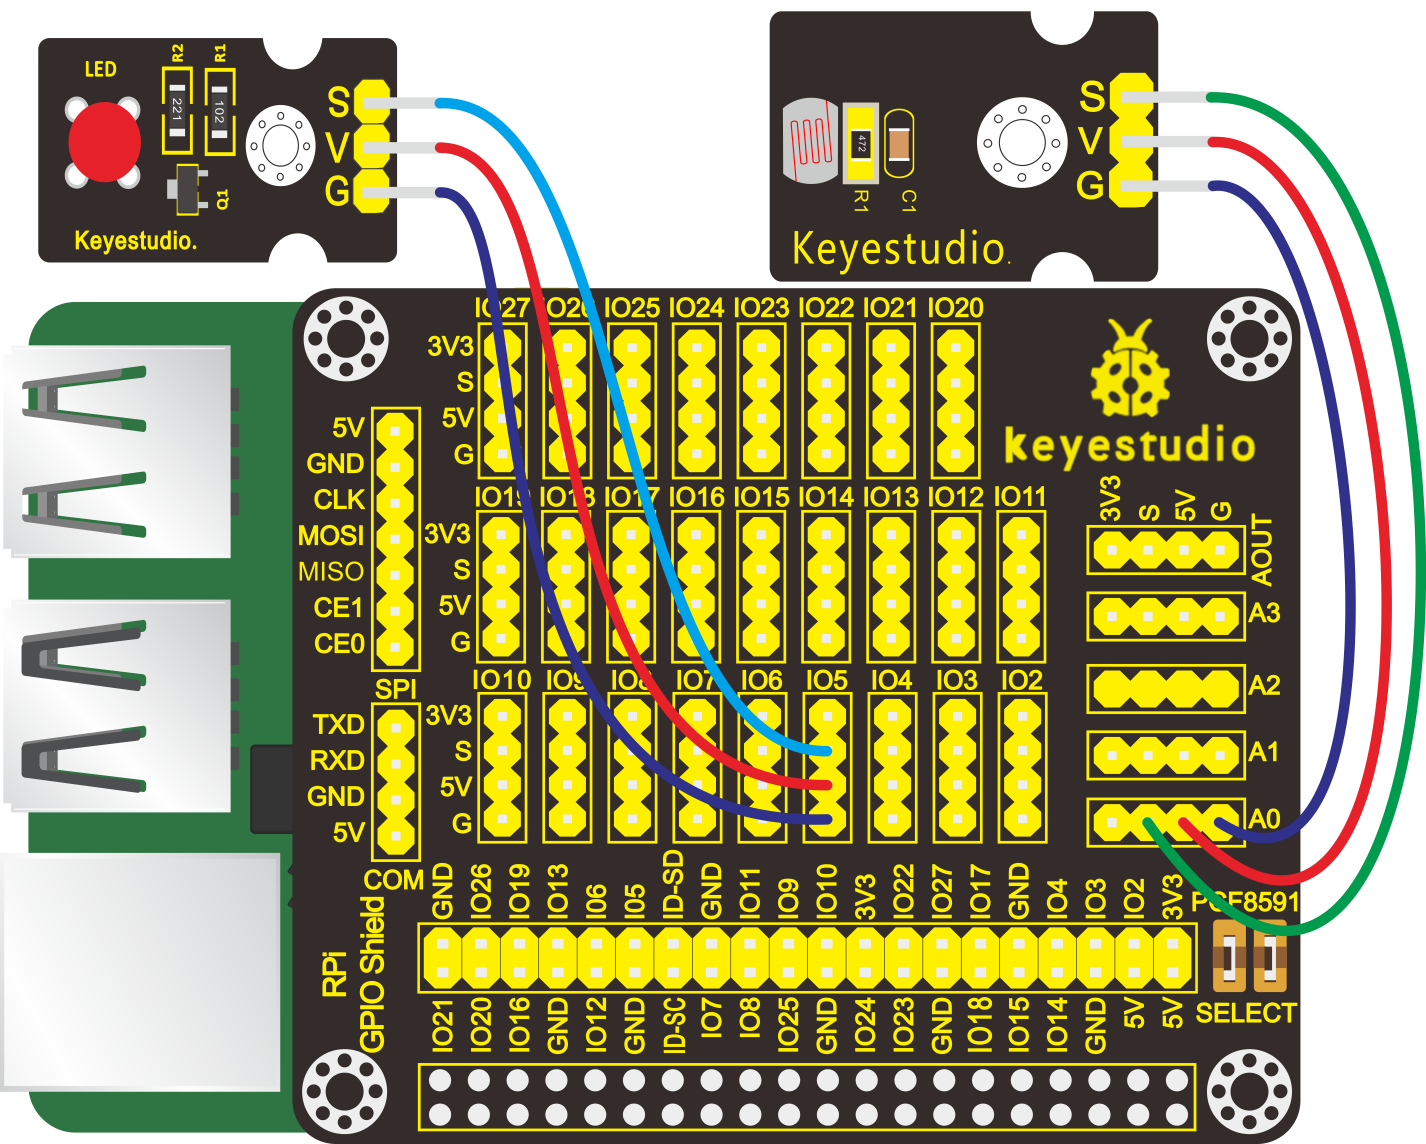 LED
R2
R1
221
102
Q1
S
V
G
Keyestudio.
472
R1
C1
S
V
G
Keyestudio.
IO27 IO26 IO25 IO24 IO23 IO22 IO21 IO20
3V3
S
5V
G
keyestudio
5V
GND
CLK
MOSI
MISO
CE1
CE0
SPI
IO19 IO18 IO17 IO16 IO15 IO14 IO13 IO12 IO11
3V3
S
5V
G
3V3 S 5V G
AOUT
A3
A2
A1
A0
IO10 IO9 IO8 IO7 IO6 IO5 IO4 IO3 IO2
3V3
S
5V
G
TXD
RXD
GND
5V
COM
RPi
GPIO Shield
GND IO26 IO19 IO13 IO6 IO5 ID-SD GND IO11 IO9 IO10 3V3 IO22 IO27 IO17 GND IO4 IO3 IO2 3V3
PCF8591
IO21 IO20 IO16 GND IO12 GND ID-SC IO7 IO8 IO25 GND IO24 IO23 GND IO18 IO15 IO14 GND 5V 5V
SELECT